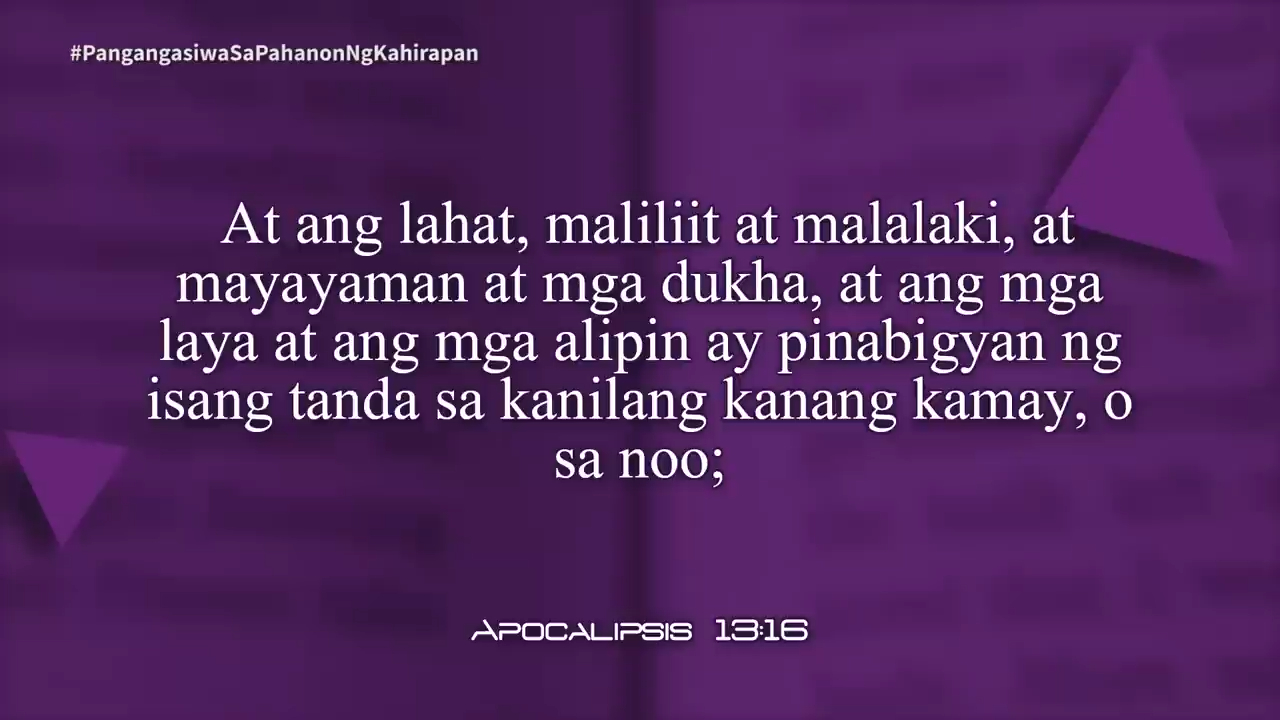 #PangangasiwaSaPahanonNgKahirapan
At ang lahat, maliliit at malalaki, at
mayayaman at mga dukha, at ang mga
laya at ang mga alipin ay pinabigyan ng
isang tanda sa kanilang kanang kamay, o
sa noo;
Apocalipsis 13:16